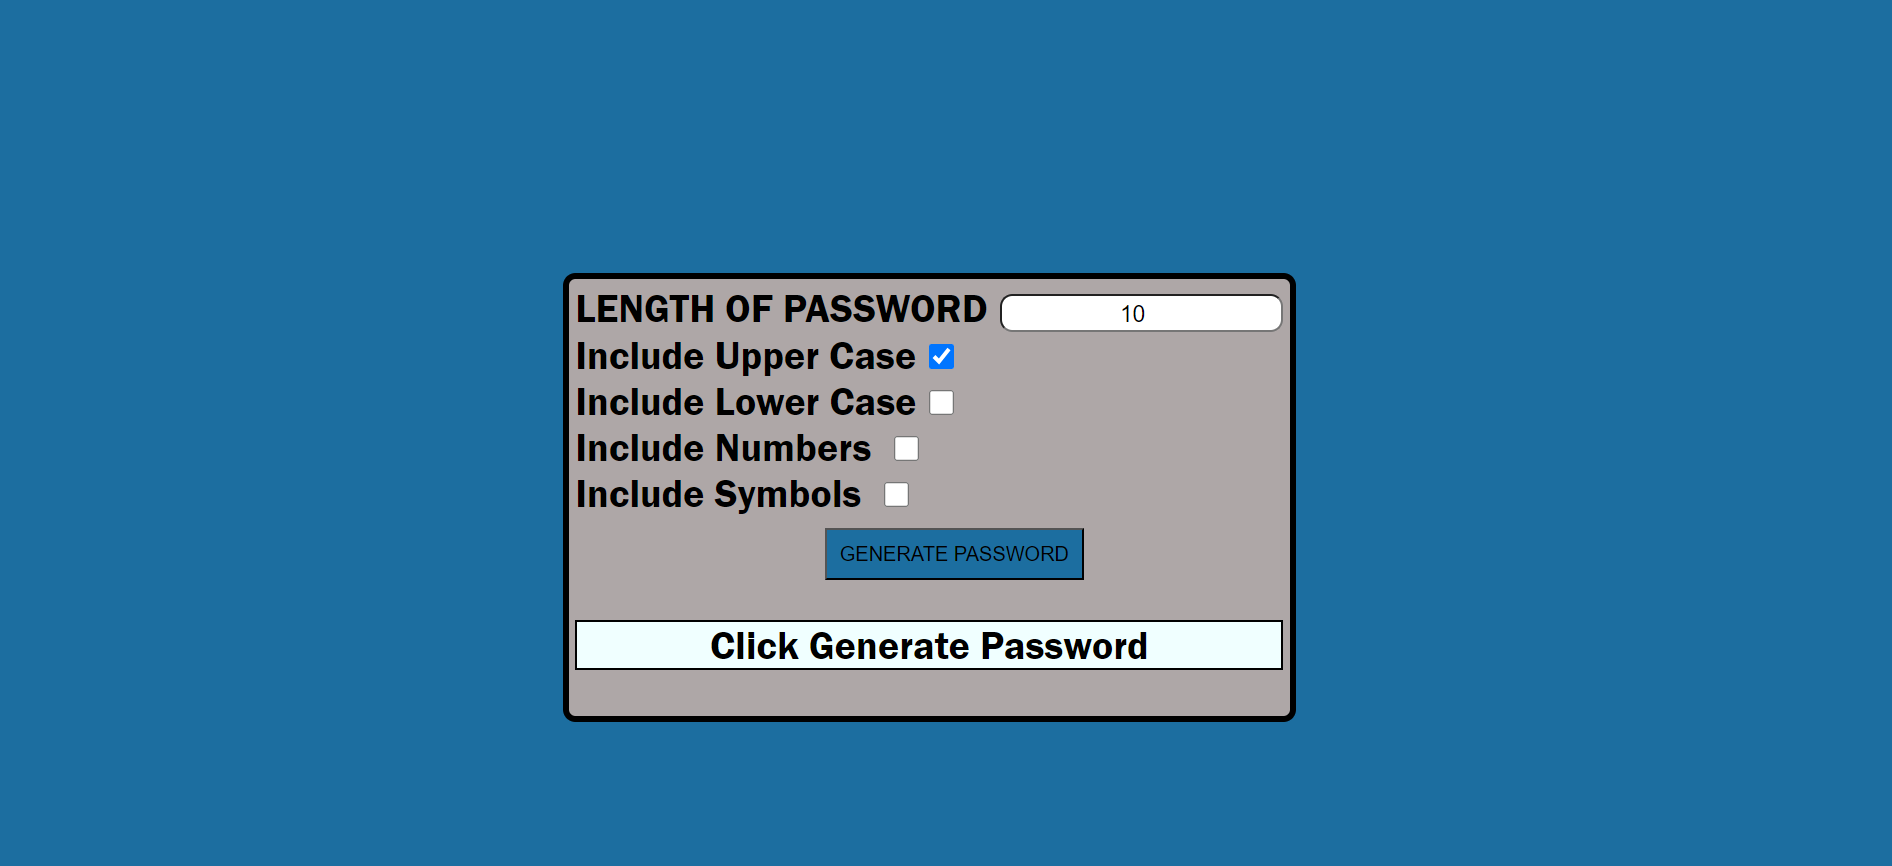 LENGTH OF PASSWORD 10
Include Upper Case
Include Lower Case
Include Numbers
Include Symbols
GENERATE PASSWORD
Click Generate Password